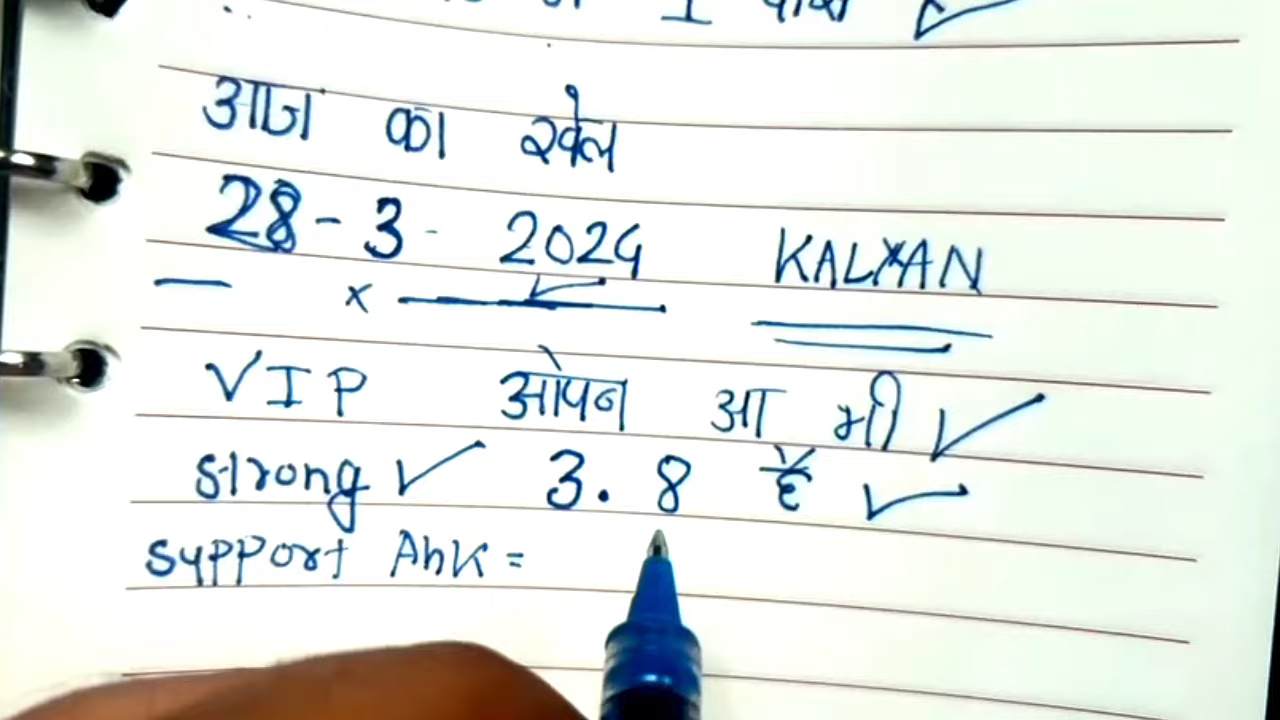 आज का खेल
28-3-2024 KALYAN
VIP ओपन आ भी
strong 3. 8 है
Support Ank =